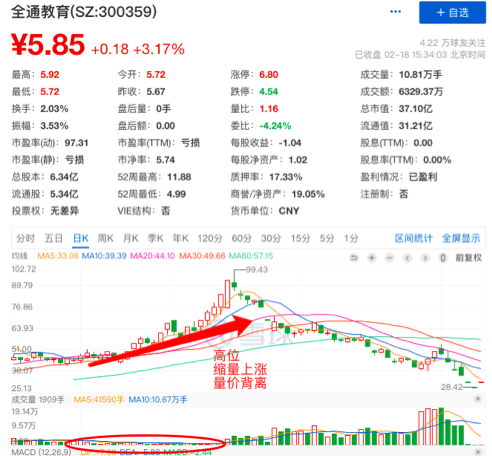 全通教育(SZ:300359)
··· + 自选
¥5.85 +0.18 +3.17%
4.22 万球友关注
已收盘 02-18 15:34:03 北京时间
最高：5.92 今开：5.72 涨停：6.80 成交量：10.81万手
最低：5.72 昨收：5.67 跌停：4.54 成交额：6329.37万
换手：2.03% 盘后量：0手 量比：1.16 总市值：37.10亿
振幅：3.53% 盘后额：0.00 委比：-4.24% 流通值：31.21亿
市盈率(动)：97.31 市盈率(TTM)：亏损 每股收益：-1.04 股息(TTM)：0.00
市盈率(静)：亏损 市净率：5.74 每股净资产：1.02 股息率(TTM)：0.00%
总股本：6.34亿 52周最高：11.88 质押率：17.33% 盈利情况：已盈利
流通股：5.34亿 52周最低：4.99 商誉/净资产：19.05% 注册制：否
投票权：无差异 VIE结构：否 货币单位：CNY
分时 五日 日K 周K 月K 季K 年K 120分 60分 30分 15分 5分 1分 区间统计 全屏显示
均线 MA5:33.06 MA10:39.39 MA20:44.10 MA30:49.66 MA60:57.15 前复权
102.72
99.43
89.79
76.86
63.93
雪球
51.00
高位
缩量上涨
量价背离
38.07
25.13
28.42
成交量 1909手 MA5:41590手 MA10:10.67万手
19.14万
9.57万
MACD (12,26,9)